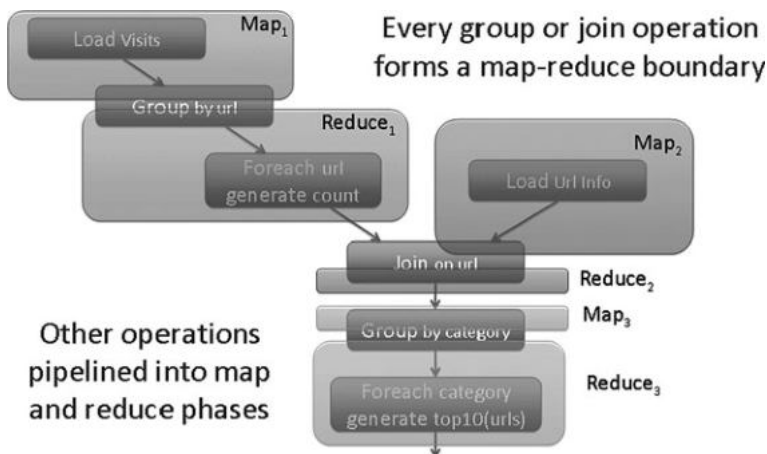 Map1
Load Visits
Every group or join operation
forms a map-reduce boundary
Group by url
Reduce1
Map2
Foreach url
generate count
Load Url Info
Join on url
Reduce2
Map3
Group by category
Other operations
pipelined into map
and reduce phases
Reduce3
Foreach category
generate top10(urls)